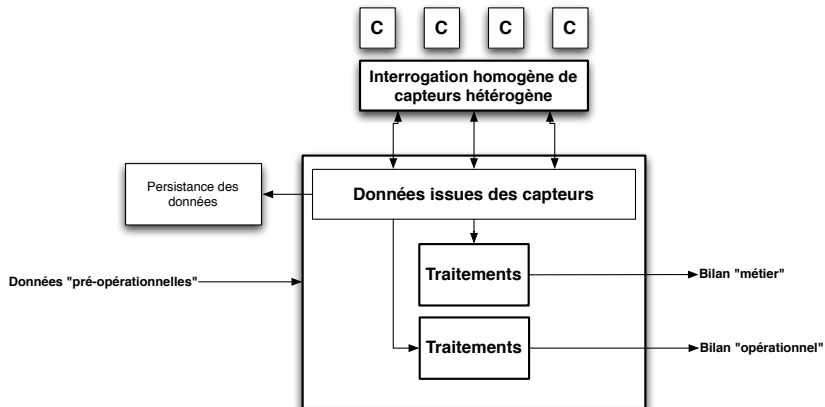 C C C C
Interrogation homogène de
capteurs hétérogène
Données issues des capteurs
Persistance des
données
Traitements
Données "pré-opérationnelles"
Bilan "métier"
Traitements
Bilan "opérationnel"